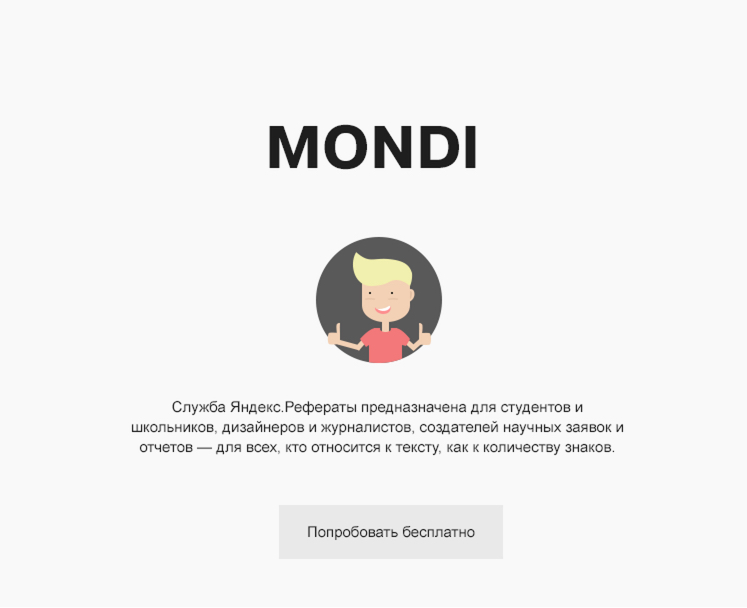 MONDI
Служба Яндекс.Рефераты предназначена для студентов и
школьников, дизайнеров и журналистов, создателей научных заявок и
отчетов — для всех, кто относится к тексту, как к количеству знаков.
Попробовать бесплатно